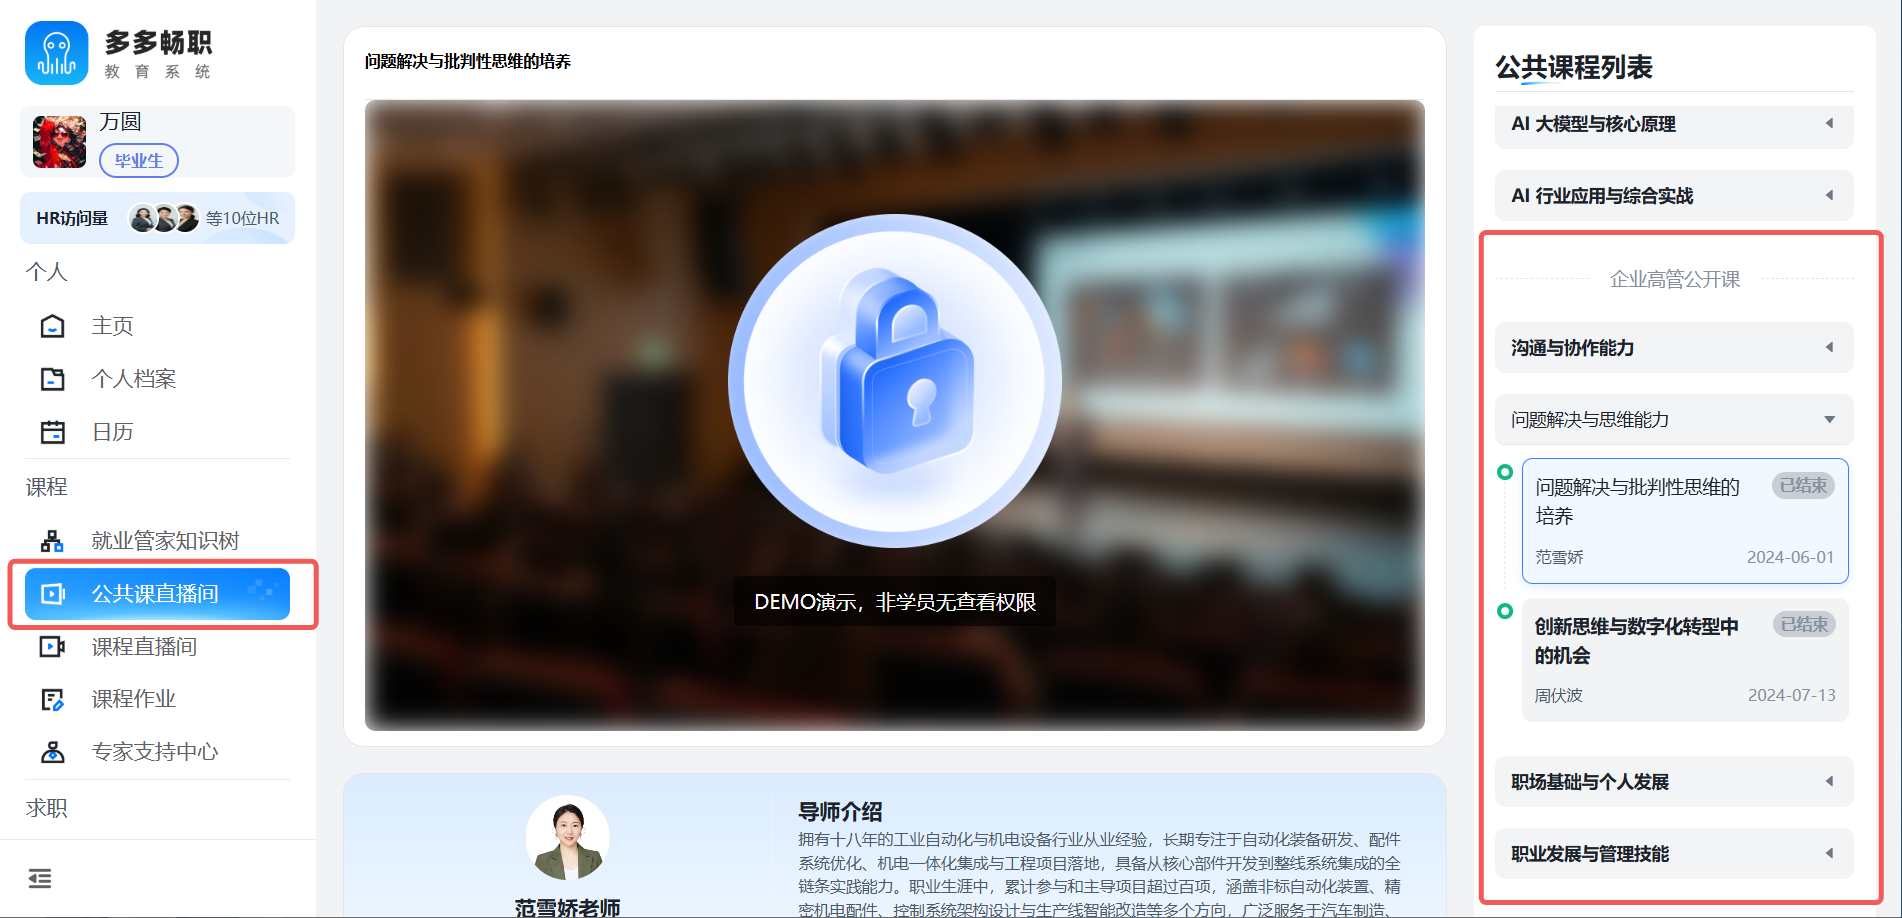 多多畅职
教育系统
万圆
毕业生
HR访问量 等10位HR
个人
主页
个人档案
日历
课程
就业管家知识树
公共课直播间
课程直播间
课程作业
专家支持中心
求职
问题解决与批判性思维的培养
DEMO演示，非学员无查看权限
范雪娇老师
导师介绍
拥有十八年的工业自动化与机电设备行业从业经验，长期专注于自动化装备研发、配件
系统优化、机电一体化集成与工程项目落地，具备从核心部件开发到整线系统集成的全
链条实践能力。职业生涯中，累计参与和主导项目超过百项，涵盖非标自动化装置、精
密机电配件、控制系统架构设计与生产线智能改造等多个方向，广泛服务于汽车制造、
公共课程列表
AI 大模型与核心原理
AI 行业应用与综合实战
企业高管公开课
沟通与协作能力
问题解决与思维能力
问题解决与批判性思维的
培养
已结束
范雪娇 2024-06-01
创新思维与数字化转型中
的机会
已结束
周伏波 2024-07-13
职场基础与个人发展
职业发展与管理技能